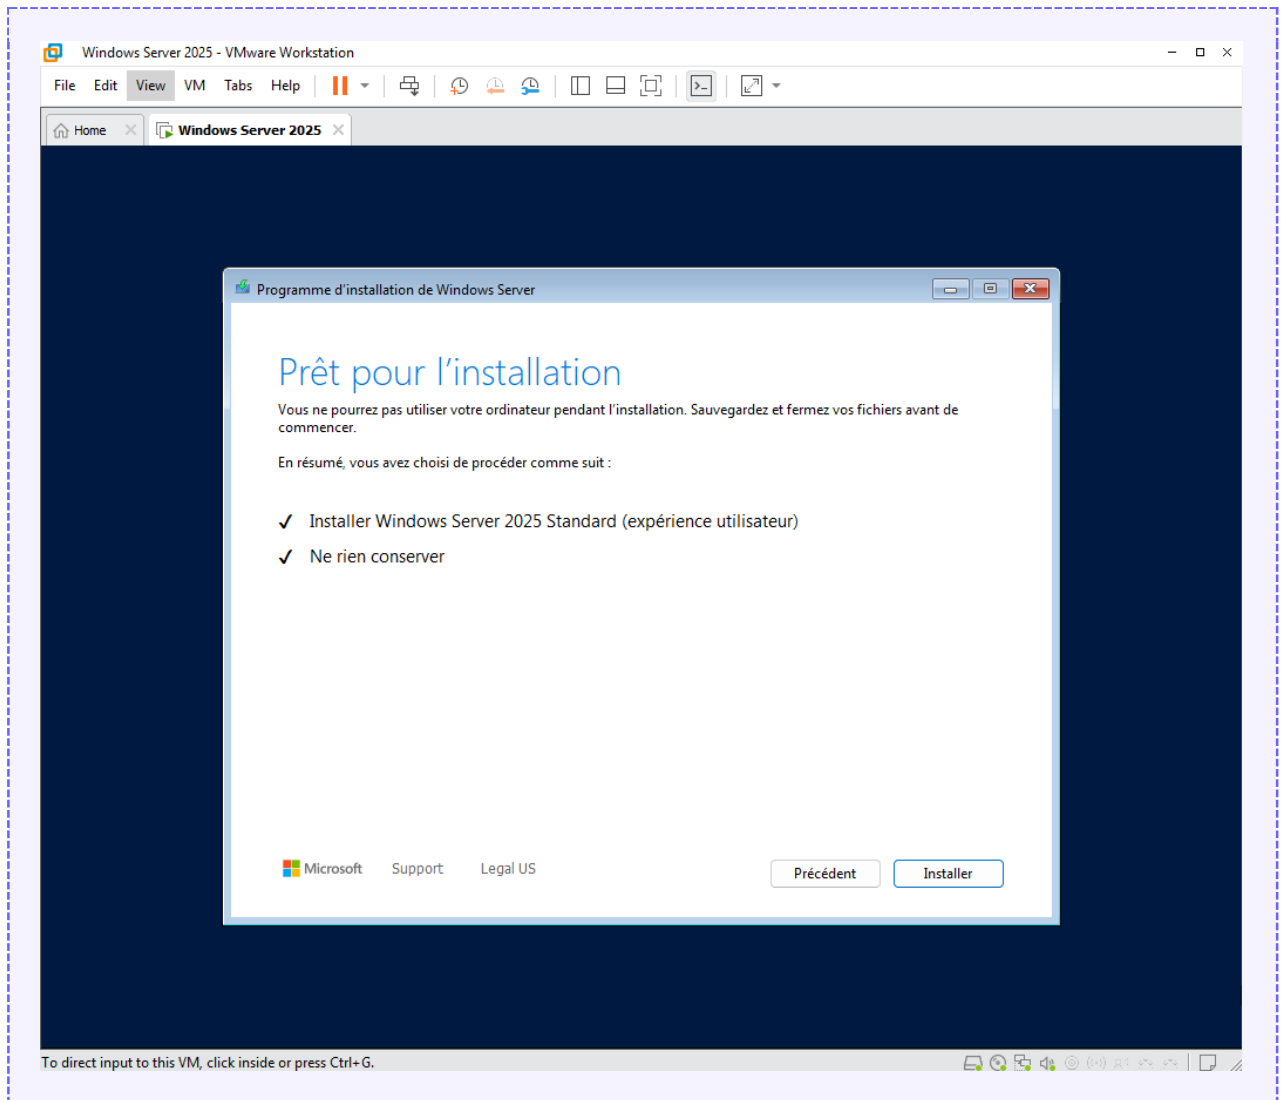 Windows Server 2025 - VMware Workstation
File Edit View VM Tabs Help
Home Windows Server 2025
Programme d'installation de Windows Server
Prêt pour l'installation
Vous ne pourrez pas utiliser votre ordinateur pendant l'installation. Sauvegardez et fermez vos fichiers avant de
commencer.
En résumé, vous avez choisi de procéder comme suit :
Installer Windows Server 2025 Standard (expérience utilisateur)
Ne rien conserver
Microsoft Support Legal US
Précédent Installer
To direct input to this VM, click inside or press Ctrl+G.